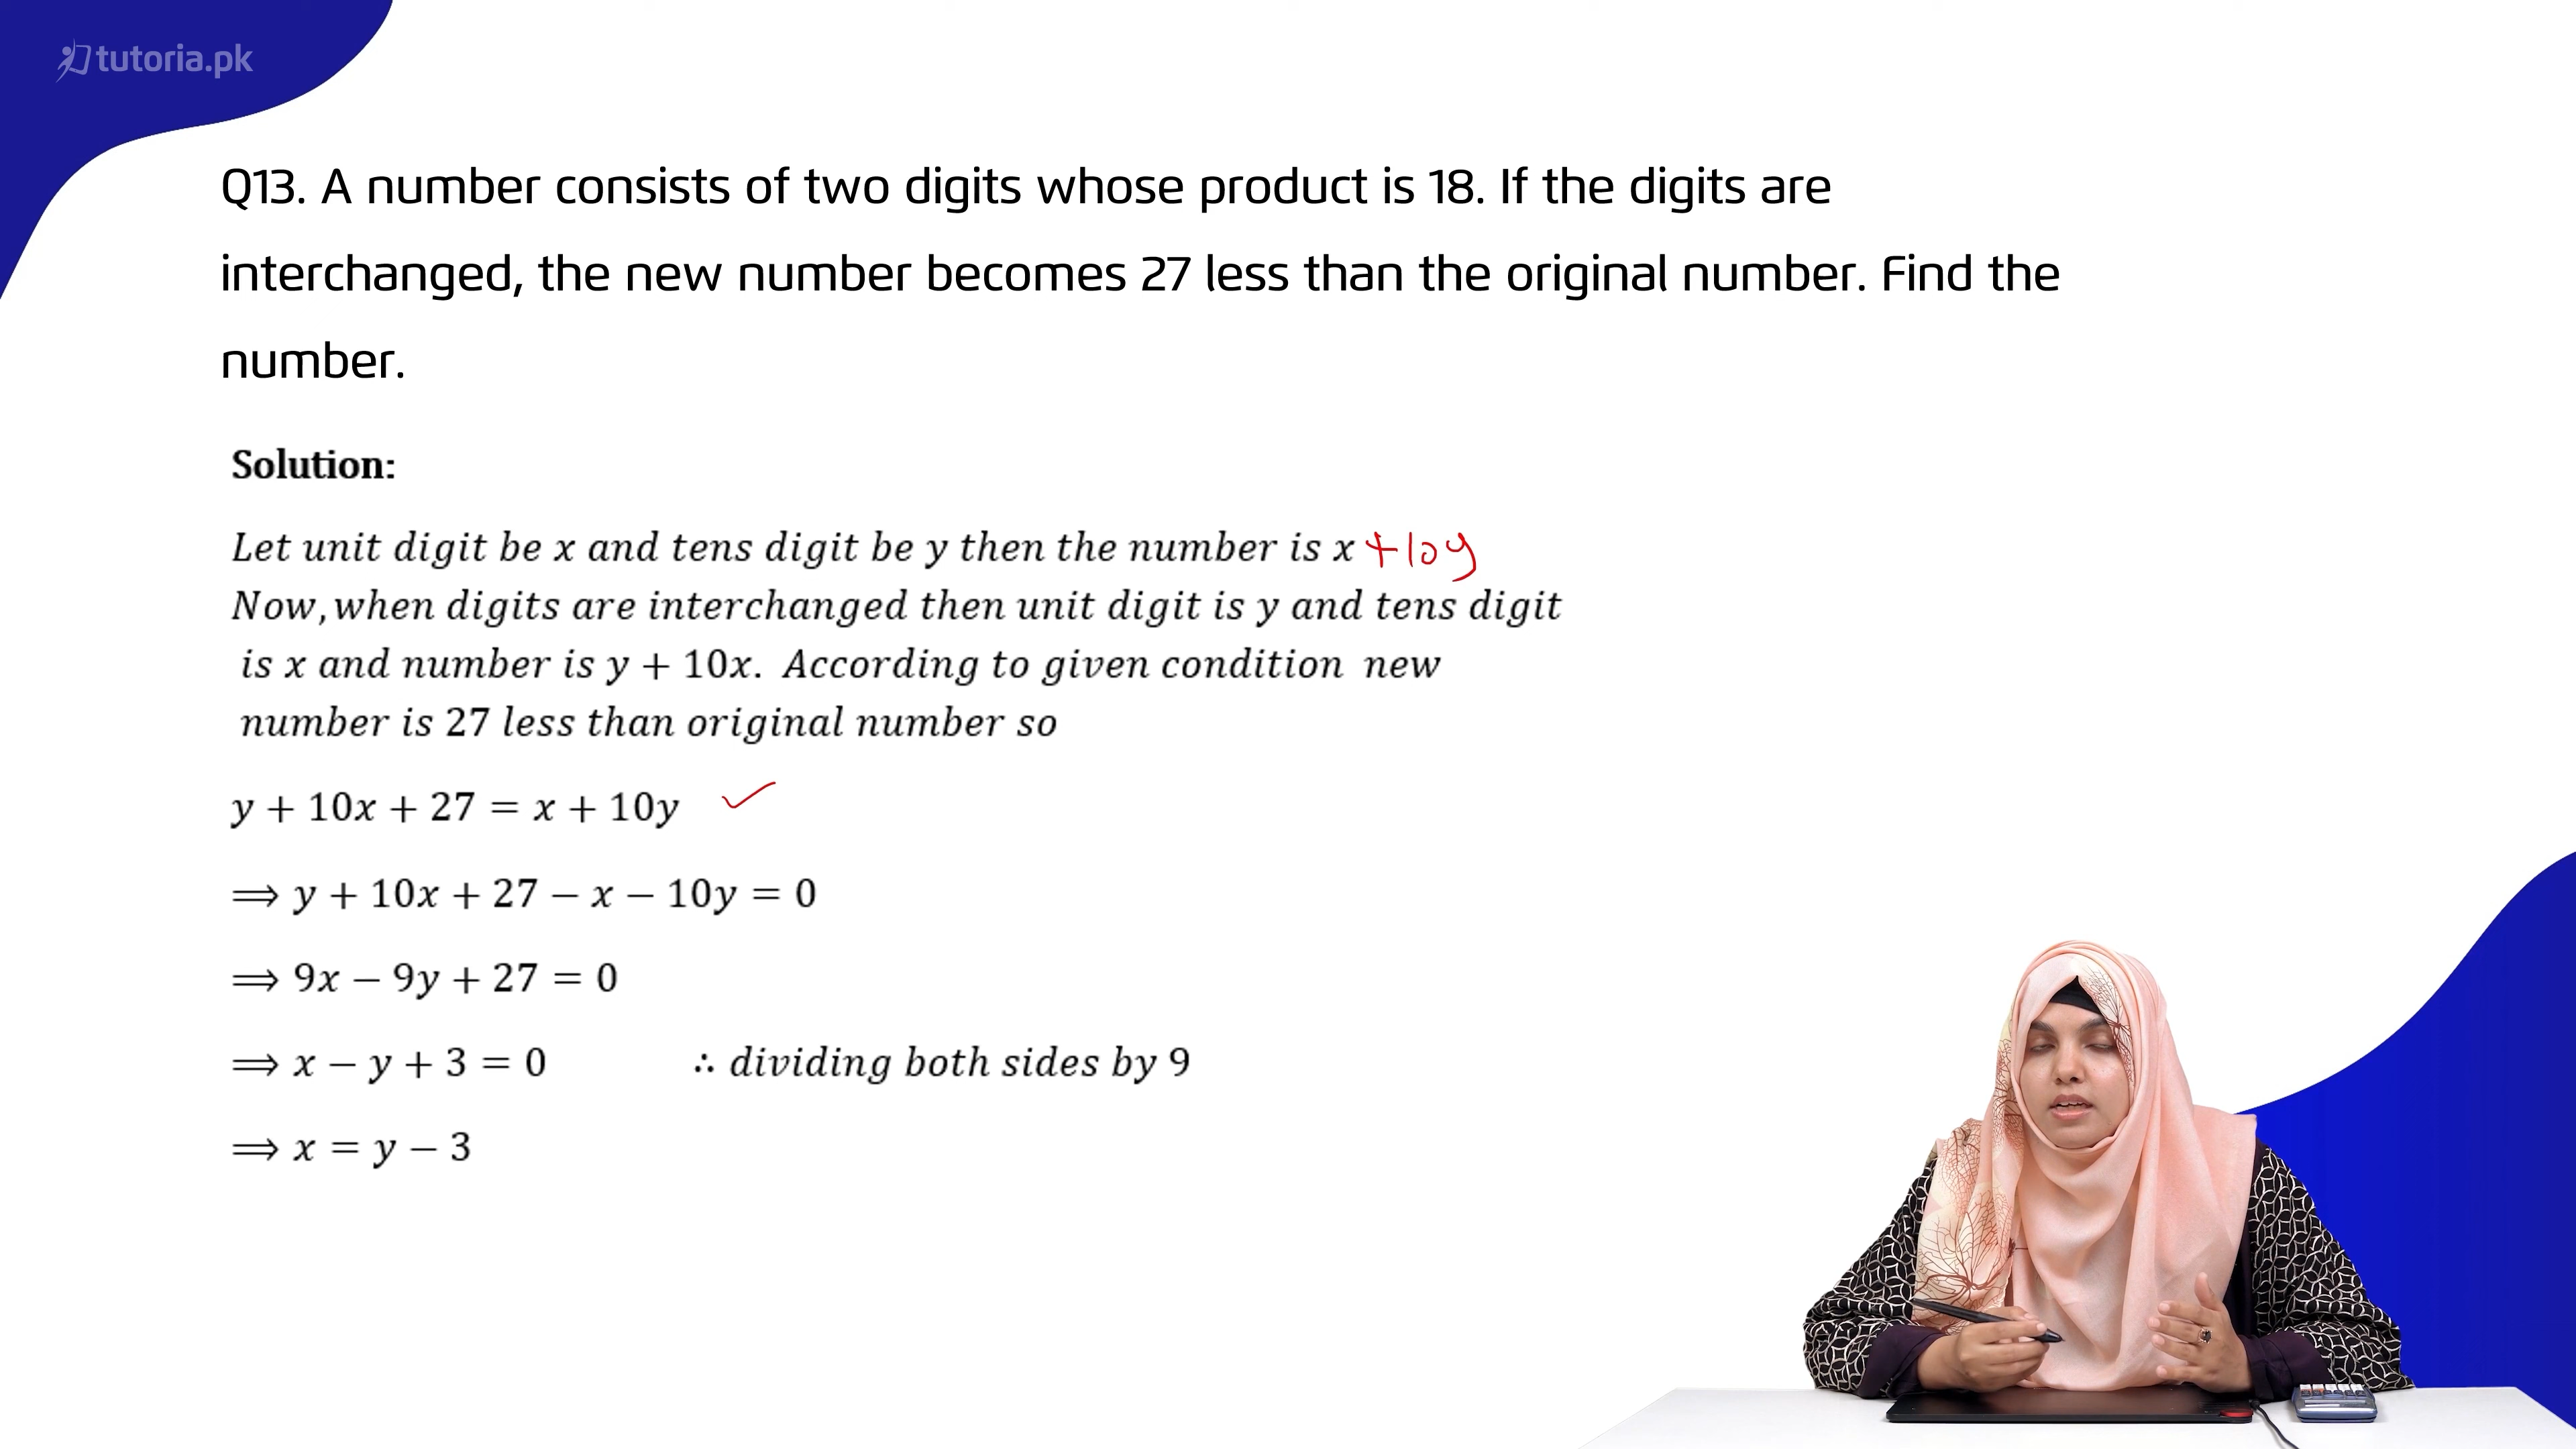 tutoria.pk
Q13. A number consists of two digits whose product is 18. If the digits are
interchanged, the new number becomes 27 less than the original number. Find the
number.
Solution:
Let unit digit be x and tens digit be y then the number is x +10y
Now, when digits are interchanged then unit digit is y and tens digit
is x and number is y + 10x. According to given condition new
number is 27 less than original number so
y + 10x + 27 = x + 10y ✓
⟹ y + 10x + 27 − x − 10y = 0
⟹ 9x − 9y + 27 = 0
⟹ x − y + 3 = 0 ∴ dividing both sides by 9
⟹ x = y − 3